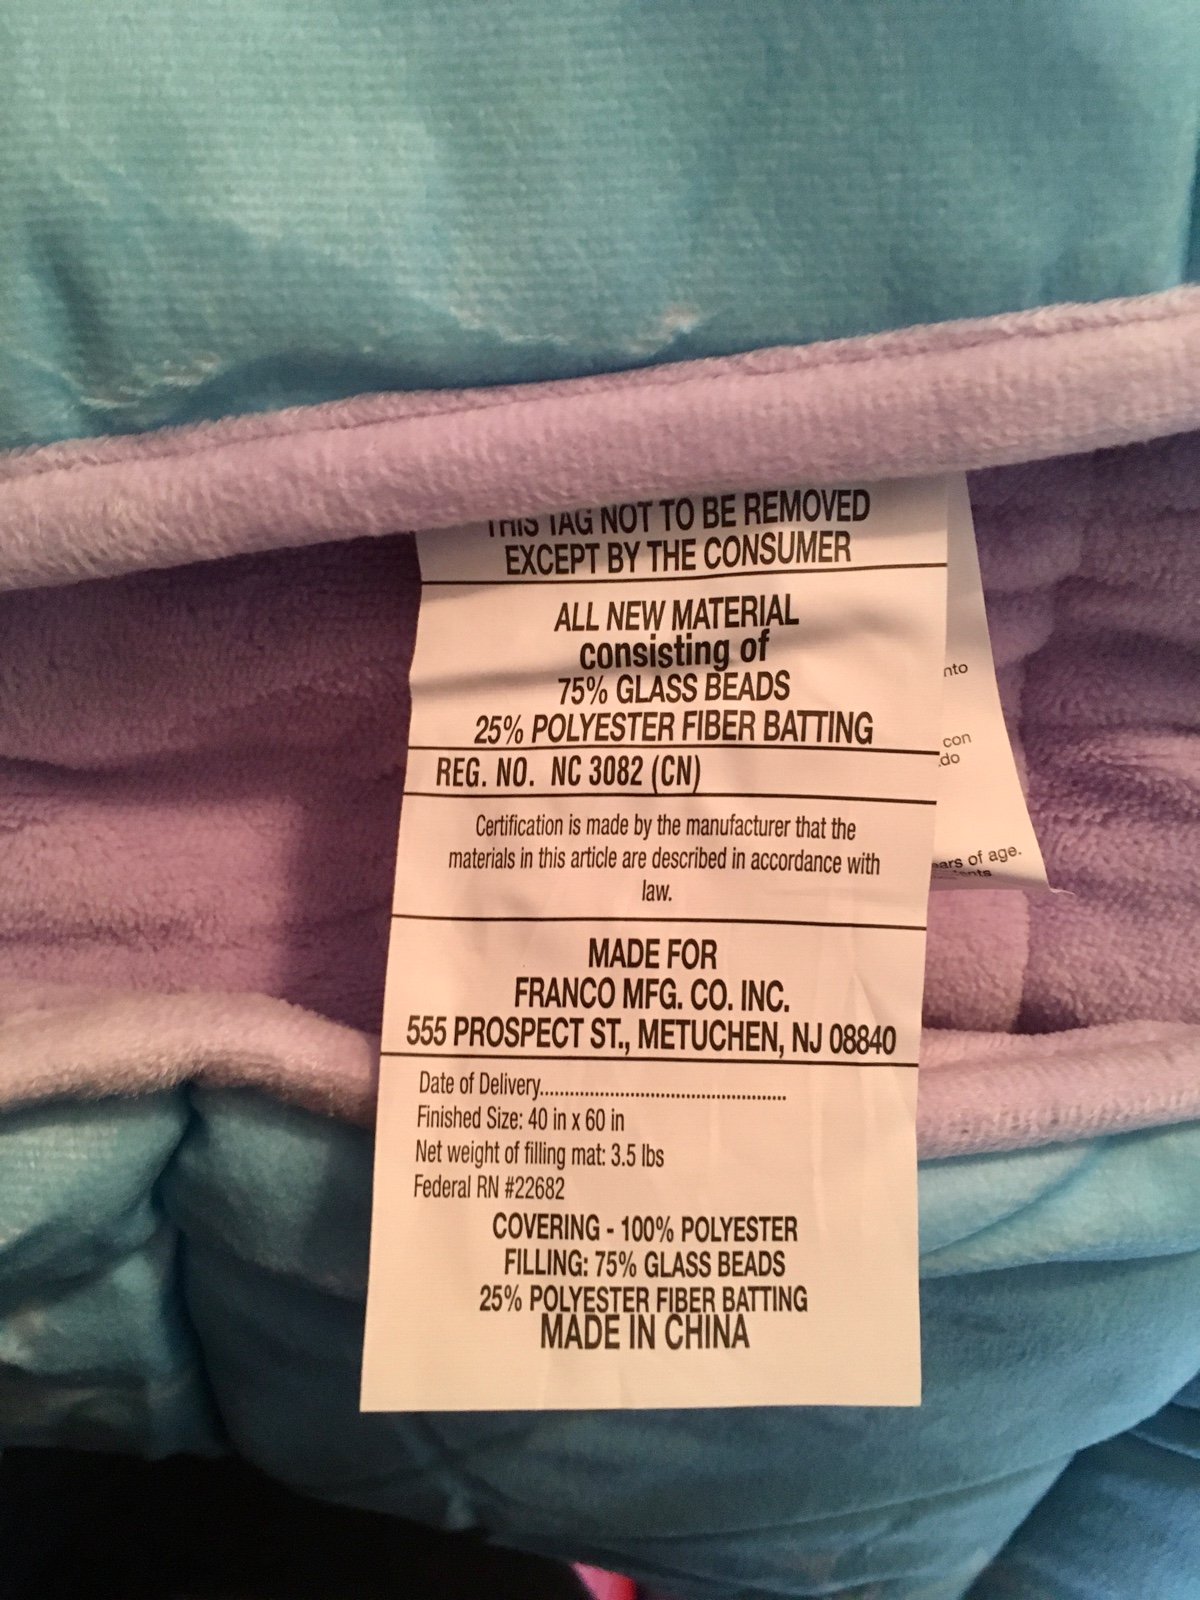 THIS TAG NOT TO BE REMOVED
EXCEPT BY THE CONSUMER
ALL NEW MATERIAL
consisting of
75% GLASS BEADS
25% POLYESTER FIBER BATTING
REG. NO. NC 3082 (CN)
Certification is made by the manufacturer that the
materials in this article are described in accordance with
law.
MADE FOR
FRANCO MFG. CO. INC.
555 PROSPECT ST., METUCHEN, NJ 08840
Date of Delivery......................................................
Finished Size: 40 in x 60 in
Net weight of filling mat: 3.5 lbs
Federal RN #22682
COVERING - 100% POLYESTER
FILLING: 75% GLASS BEADS
25% POLYESTER FIBER BATTING
MADE IN CHINA
con
of age.